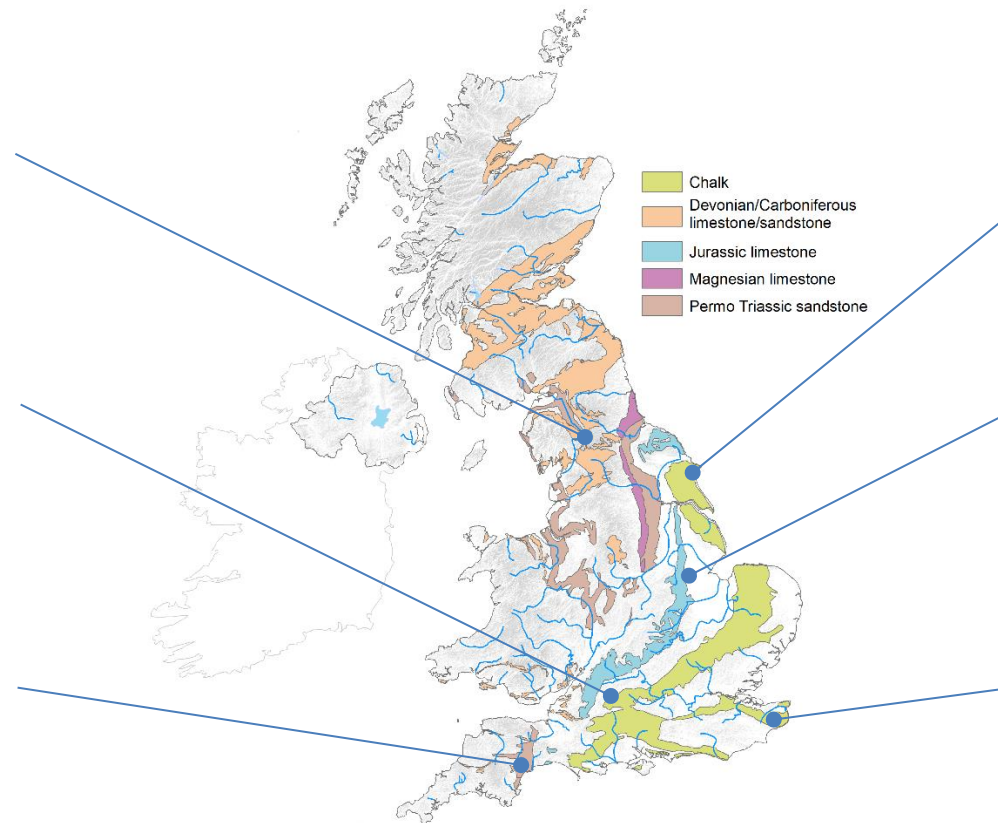 Chalk
Devonian/Carboniferous
limestone/sandstone
Jurassic limestone
Magnesian limestone
Permo Triassic sandstone